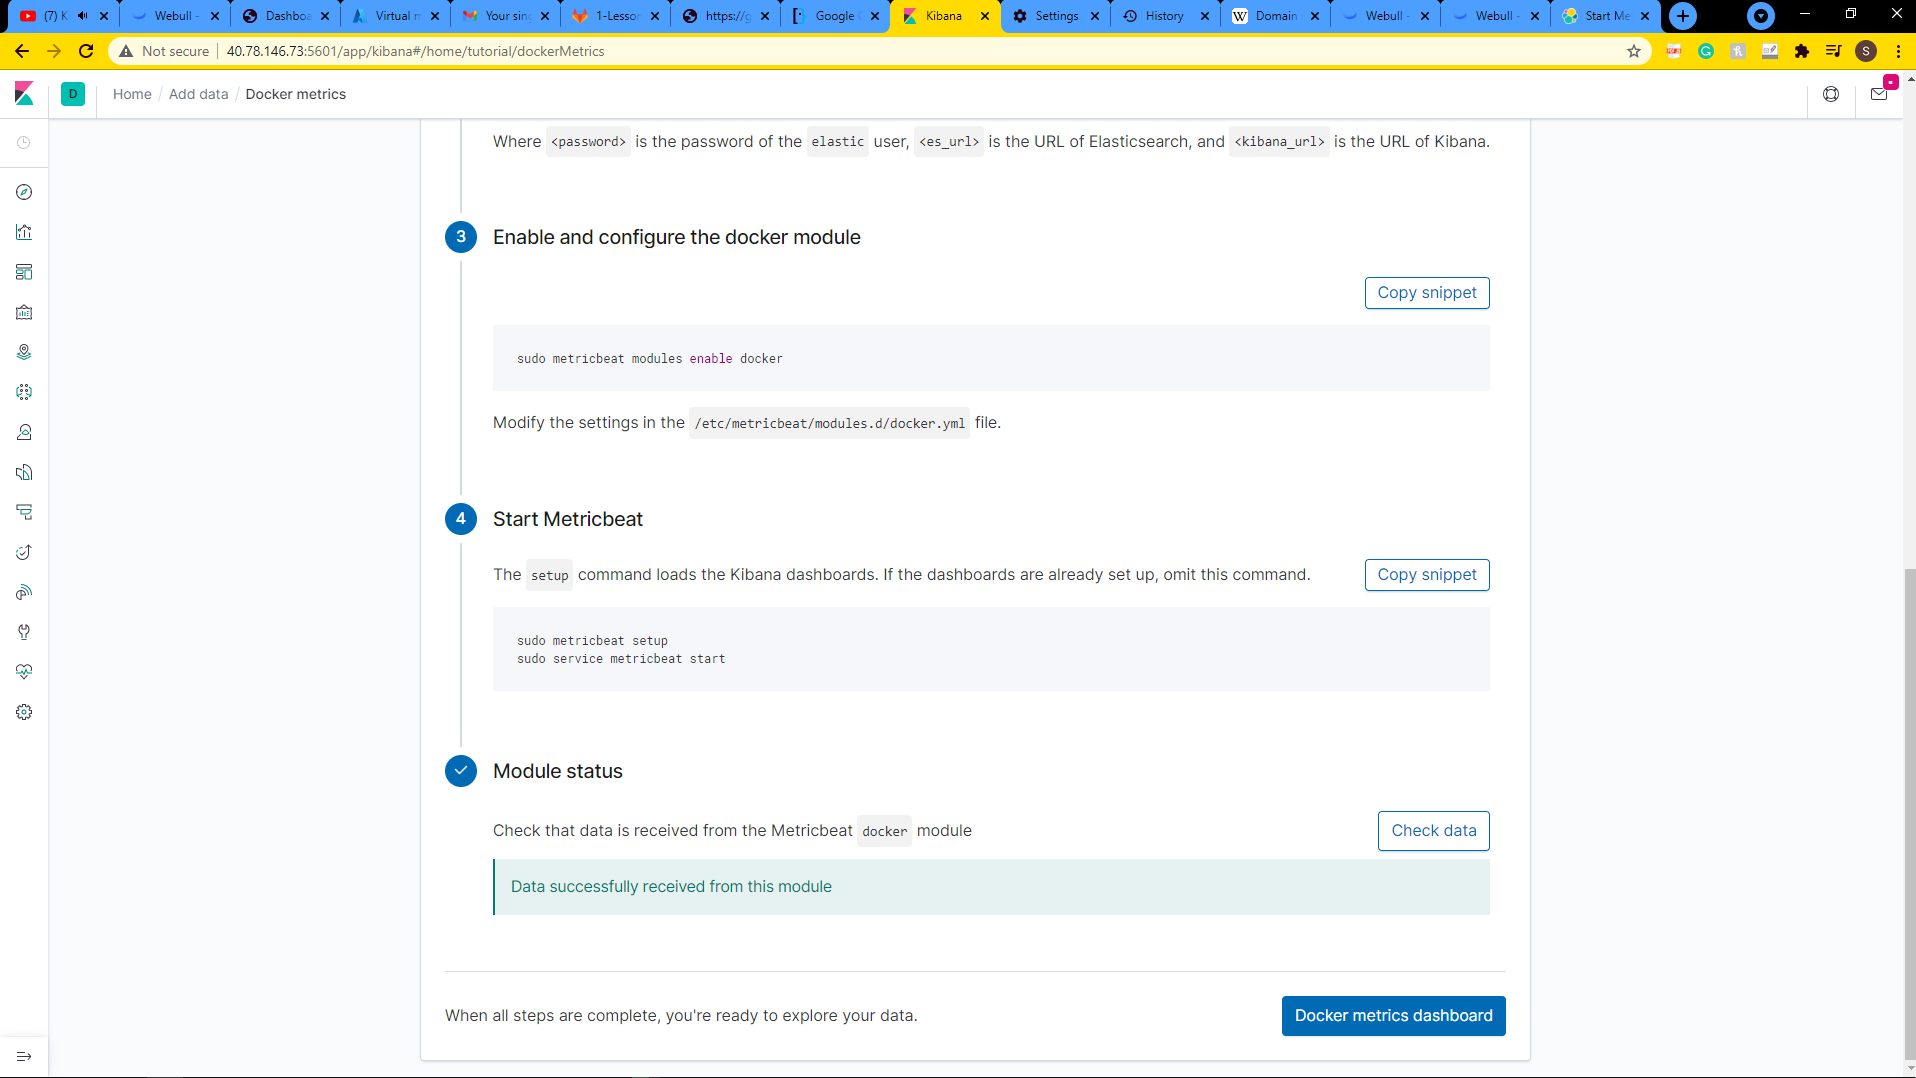 (7) K
Webull -
Dashboa
Virtual m
Your sing
1-Lesson
https://g
Google C
Kibana
Settings
History
Domain
Webull -
Webull -
Start Me
Not secure
40.78.146.73:5601/app/kibana#/home/tutorial/dockerMetrics
S
D
Home / Add data / Docker metrics
Where <password> is the password of the elastic user, <es_url> is the URL of Elasticsearch, and <kibana_url> is the URL of Kibana.
3 Enable and configure the docker module
Copy snippet
sudo metricbeat modules enable docker
Modify the settings in the /etc/metricbeat/modules.d/docker.yml file.
4 Start Metricbeat
The setup command loads the Kibana dashboards. If the dashboards are already set up, omit this command.
Copy snippet
sudo metricbeat setup
sudo service metricbeat start
Module status
Check that data is received from the Metricbeat docker module
Check data
Data successfully received from this module
When all steps are complete, you're ready to explore your data.
Docker metrics dashboard